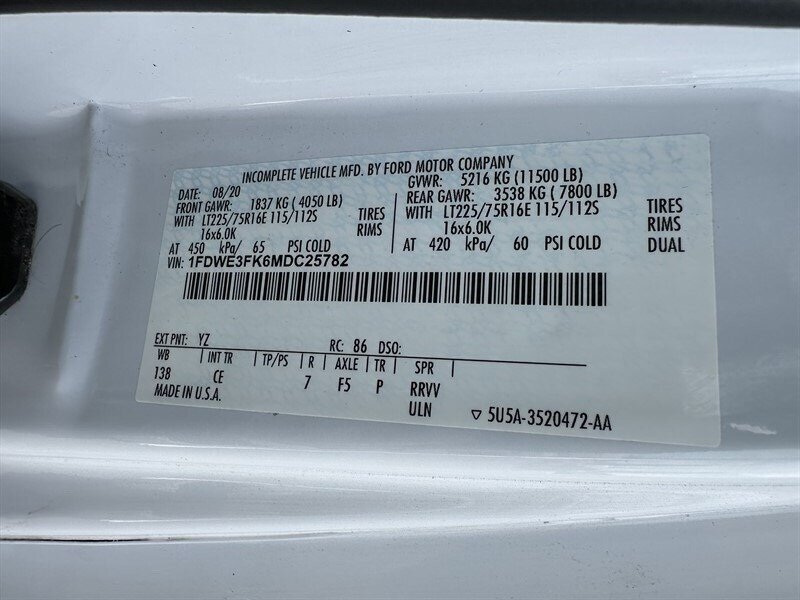 INCOMPLETE VEHICLE MFD. BY FORD MOTOR COMPANY
DATE: 08/20 GVWR: 5216 KG (11500 LB)
FRONT GAWR: 1837 KG ( 4050 LB) REAR GAWR: 3538 KG ( 7800 LB)
WITH LT225/75R16E 115/112S TIRES WITH LT225/75R16E 115/112S TIRES
16x6.0K RIMS 16x6.0K RIMS
AT 450 kPa/ 65 PSI COLD AT 420 kPa/ 60 PSI COLD DUAL
VIN: 1FDWE3FK6MDC25782
EXT PNT: YZ RC: 86 DSO:
WB INT TR TP/PS R AXLE TR SPR
138 CE 7 F5 P RRVV
MADE IN U.S.A. ULN ▽ 5U5A-3520472-AA